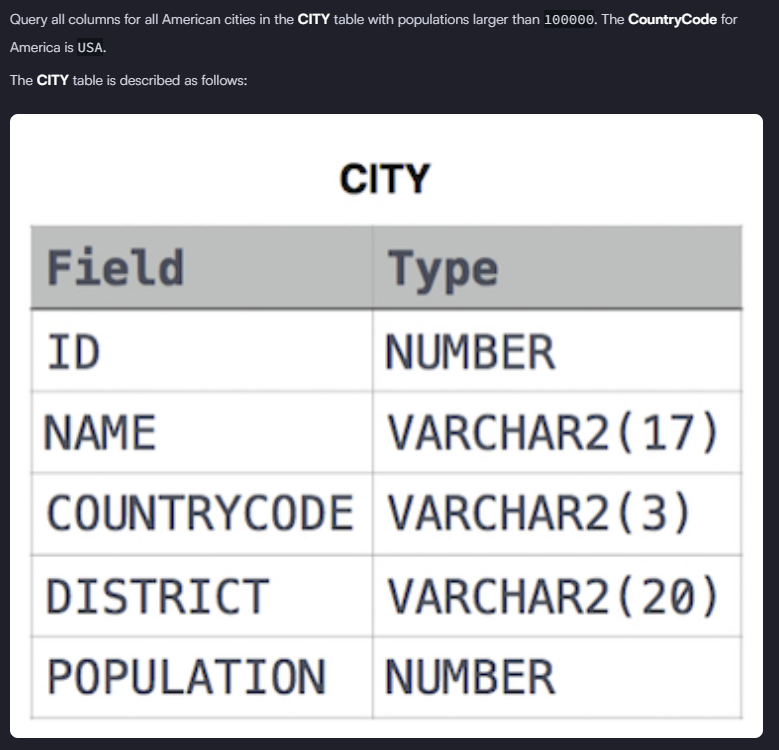 Query all columns for all American cities in the CITY table with populations larger than 100000. The CountryCode for
America is USA.
The CITY table is described as follows:
CITY
Field Type
ID NUMBER
NAME VARCHAR2(17)
COUNTRYCODE VARCHAR2(3)
DISTRICT VARCHAR2(20)
POPULATION NUMBER